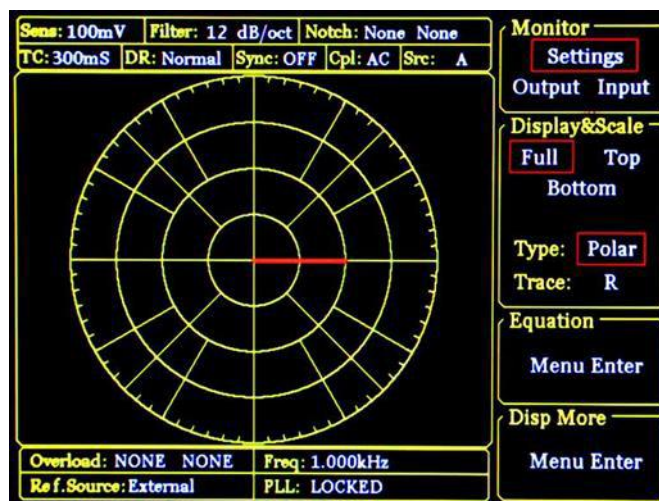 Sens: 100mV Filter: 12 dB/oct Notch: None None
TC: 300mS DR: Normal Sync: OFF Cpl: AC Src: A
Monitor
Settings
Output Input
Display&Scale
Full Top
Bottom
Type: Polar
Trace: R
Equation
Menu Enter
Disp More
Menu Enter
Overload: NONE NONE Freq: 1.000kHz
Ref.Source: External PLL: LOCKED